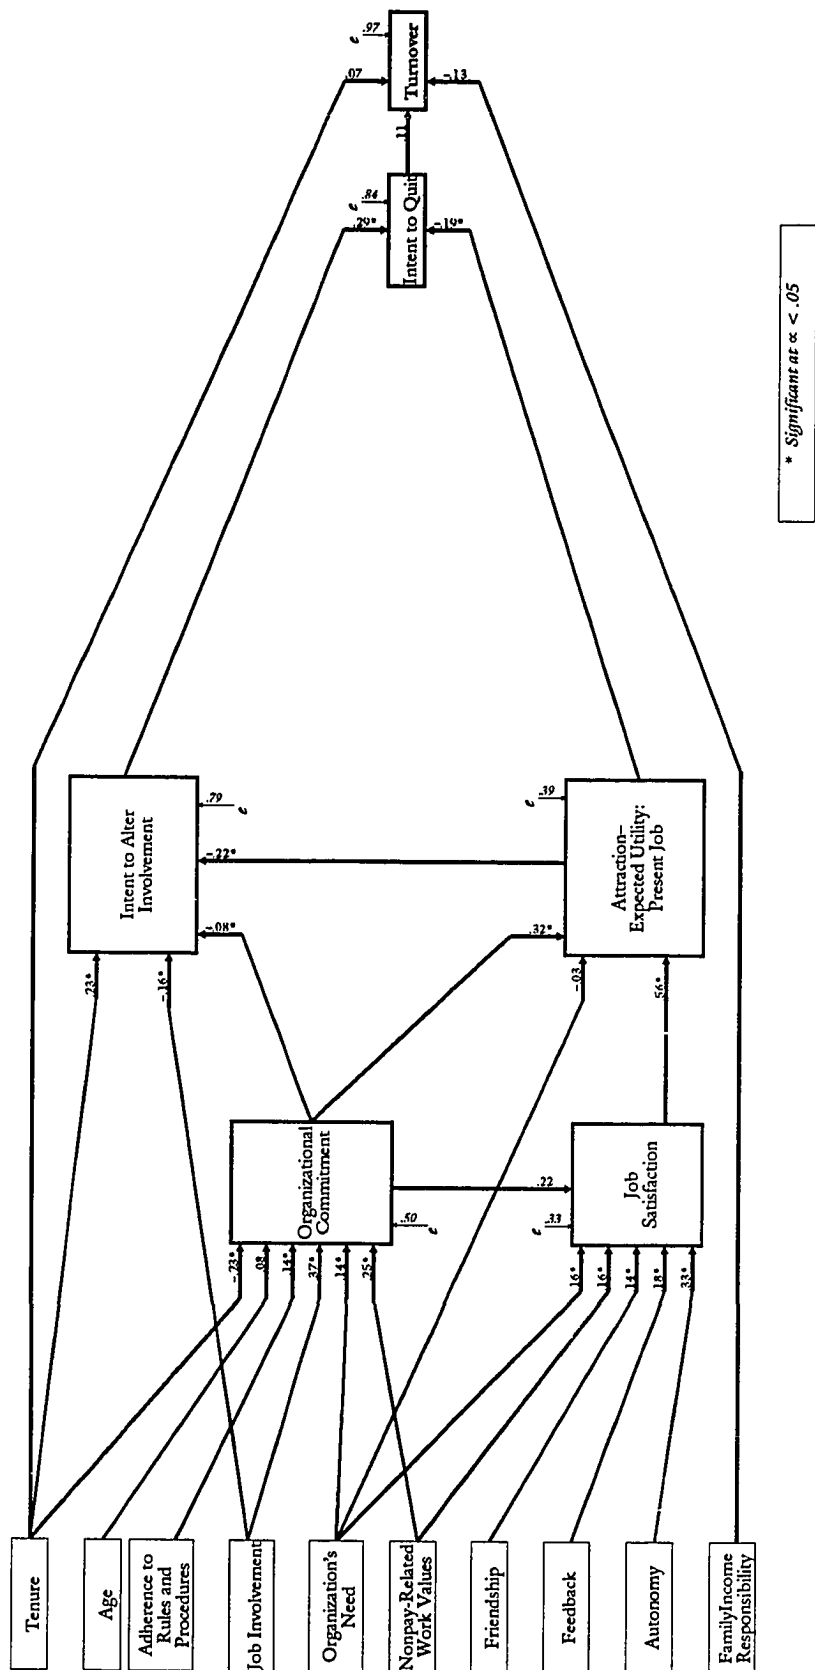 Tenure
Age
Adherence to
Rules and
Procedures
Job Involvement
Organization's
Need
Nonpay-Related
Work Values
Friendship
Feedback
Autonomy
FamilyIncome
Responsibility
-.23*
.08
.14*
.37*
.14*
.25*
Organizational
Commitment
.50
e
.22
.16*
.16*
.14*
.18*
.33*
Job
Satisfaction
.33
e
.23*
-.16*
-.08*
-.22*
Intent to Alter
Involvement
.79
e
.32*
-.03
.56*
Attraction–
Expected Utility:
Present Job
.39
e
.29*
-.19*
Intent to Quit
.84
e
.11
.07
-.13
Turnover
.97
e
* Significant at ∝ < .05